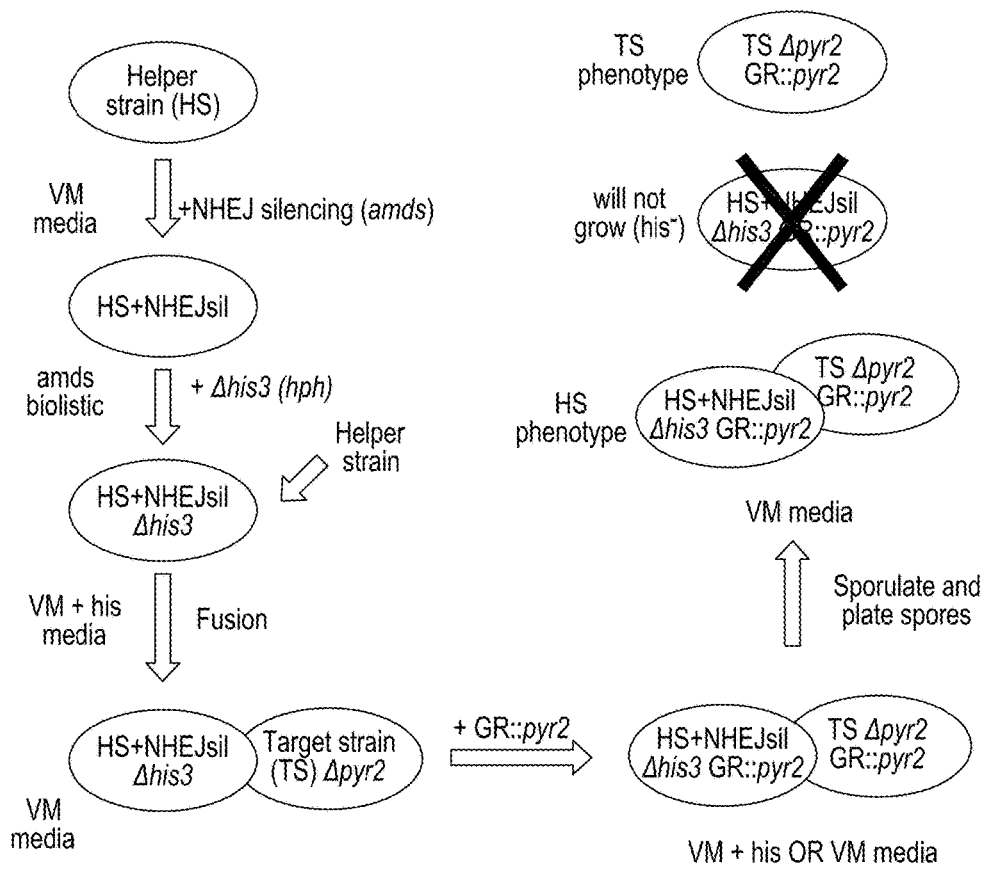 Helper
strain (HS)
VM
media
+NHEJ silencing (amds)
HS+NHEJsil
amds
biolistic
+ Δhis3 (hph)
Helper
strain
HS+NHEJsil
Δhis3
VM + his
media
Fusion
HS+NHEJsil
Δhis3
Target strain
(TS) Δpyr2
VM
media
+ GR::pyr2
HS+NHEJsil
Δhis3 GR::pyr2
TS Δpyr2
GR::pyr2
VM + his OR VM media
Sporulate and
plate spores
VM media
HS
phenotype
HS+NHEJsil
Δhis3 GR::pyr2
TS Δpyr2
GR::pyr2
will not
grow (his⁻)
HS+NHEJsil
Δhis3 GR::pyr2
TS
phenotype
TS Δpyr2
GR::pyr2